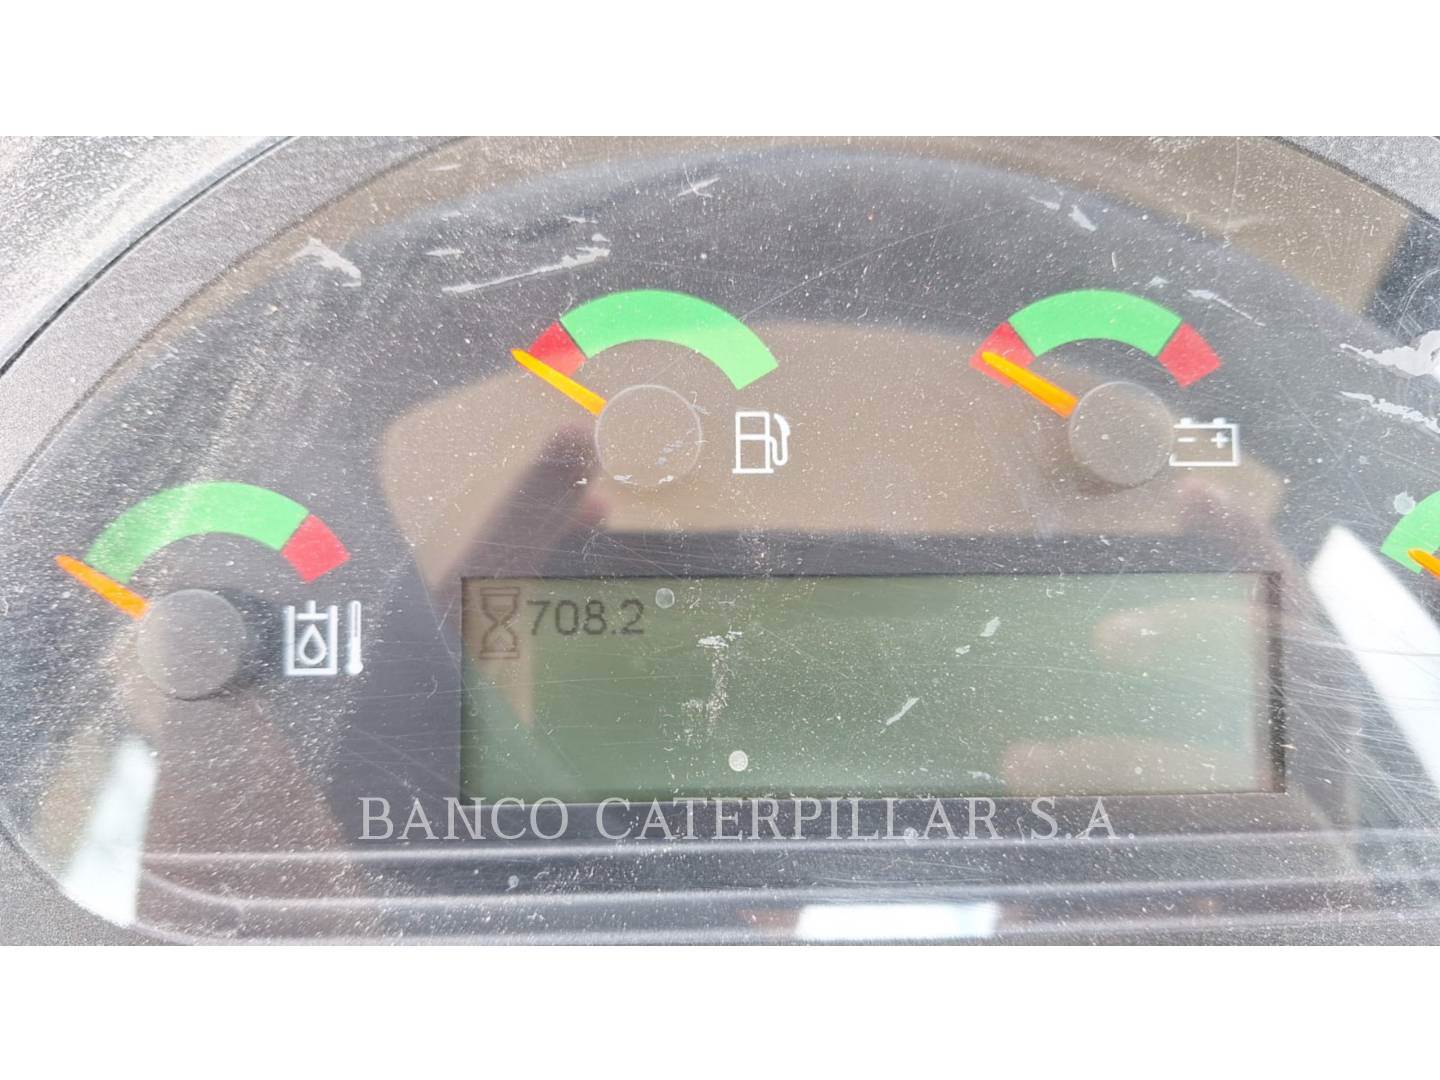 708.2
BANCO CATERPILLAR S.A.